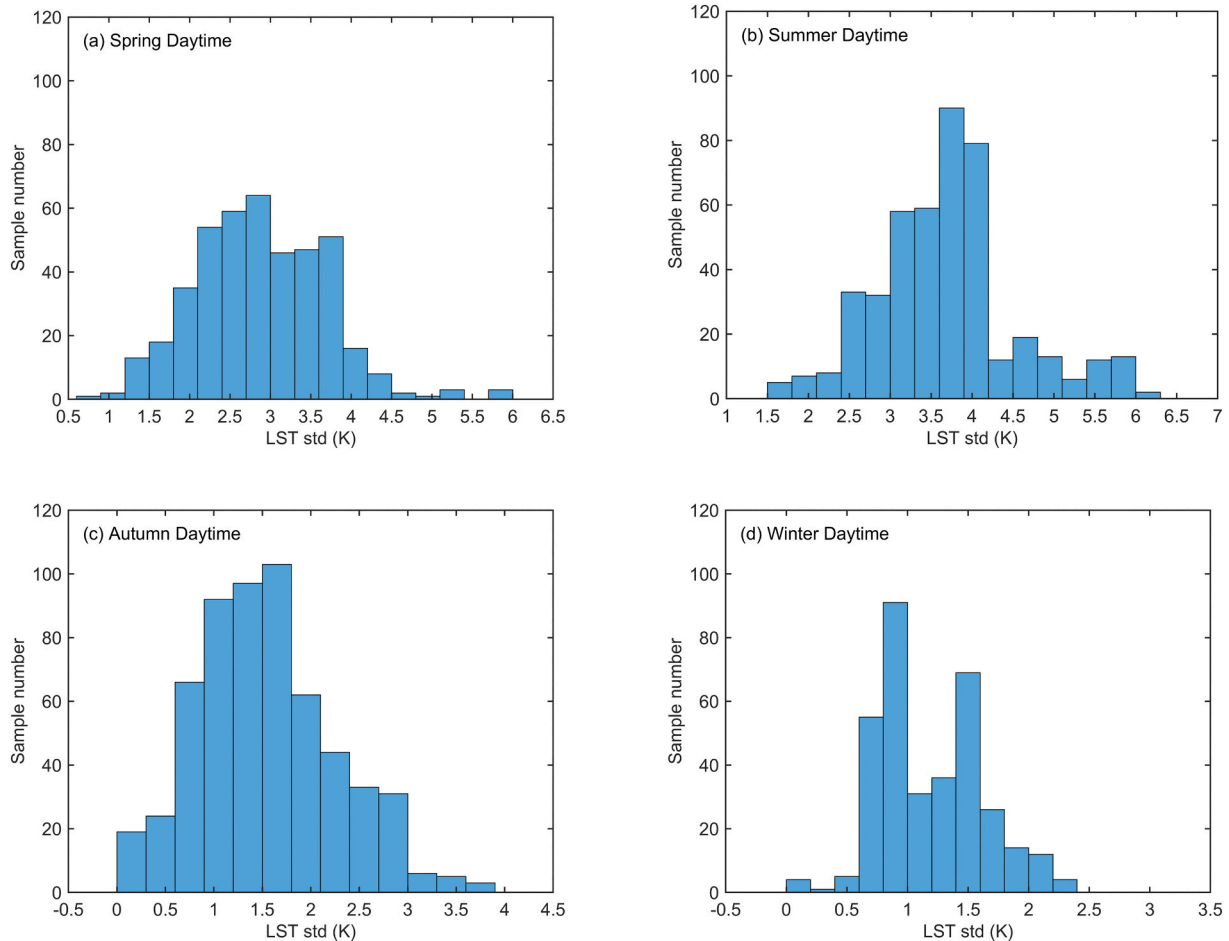 (a) Spring Daytime
Sample number
120
100
80
60
40
20
0
0.5 1 1.5 2 2.5 3 3.5 4 4.5 5 5.5 6 6.5
LST std (K)
(b) Summer Daytime
Sample number
120
100
80
60
40
20
0
1 1.5 2 2.5 3 3.5 4 4.5 5 5.5 6 6.5 7
LST std (K)
(c) Autumn Daytime
Sample number
120
100
80
60
40
20
0
-0.5 0 0.5 1 1.5 2 2.5 3 3.5 4 4.5
LST std (K)
(d) Winter Daytime
Sample number
120
100
80
60
40
20
0
-0.5 0 0.5 1 1.5 2 2.5 3 3.5
LST std (K)